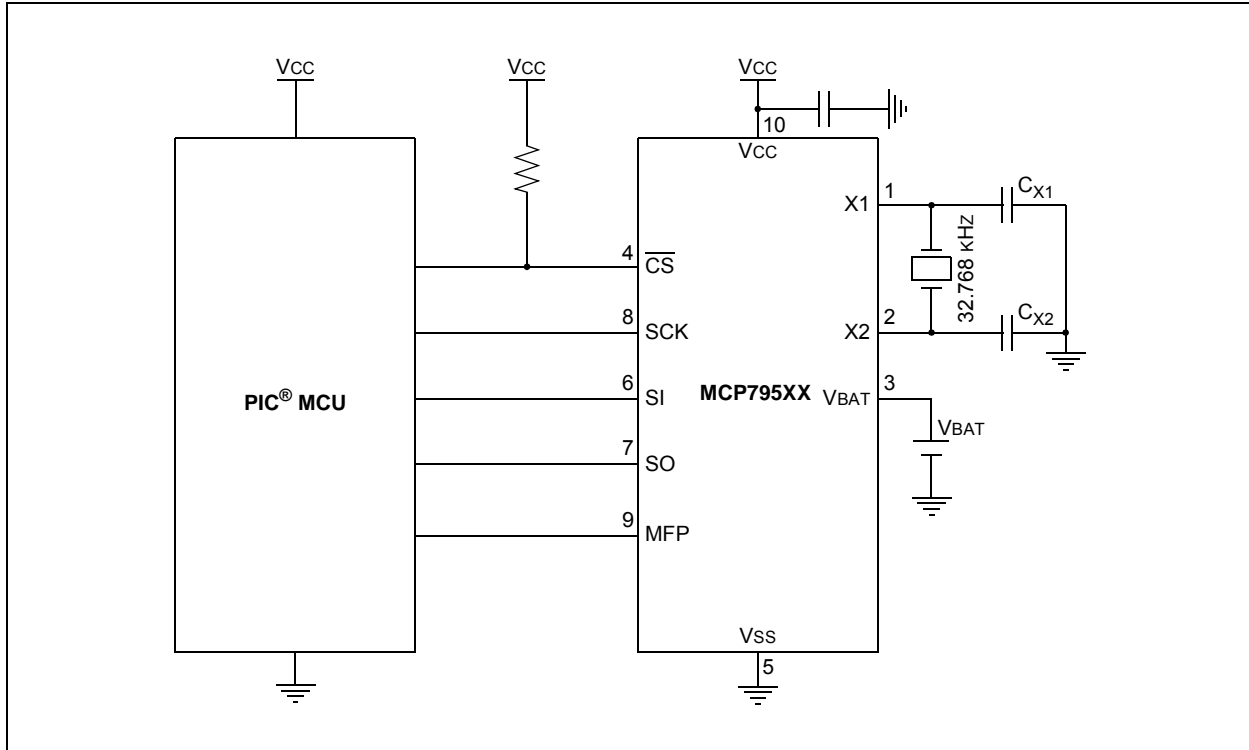 VCC
VCC
VCC
10
VCC
X1
1
CX1
32.768 KHZ
4
CS
8
SCK
X2
2
CX2
PIC® MCU
6
SI
MCP795XX
VBAT
3
VBAT
7
SO
9
MFP
VSS
5